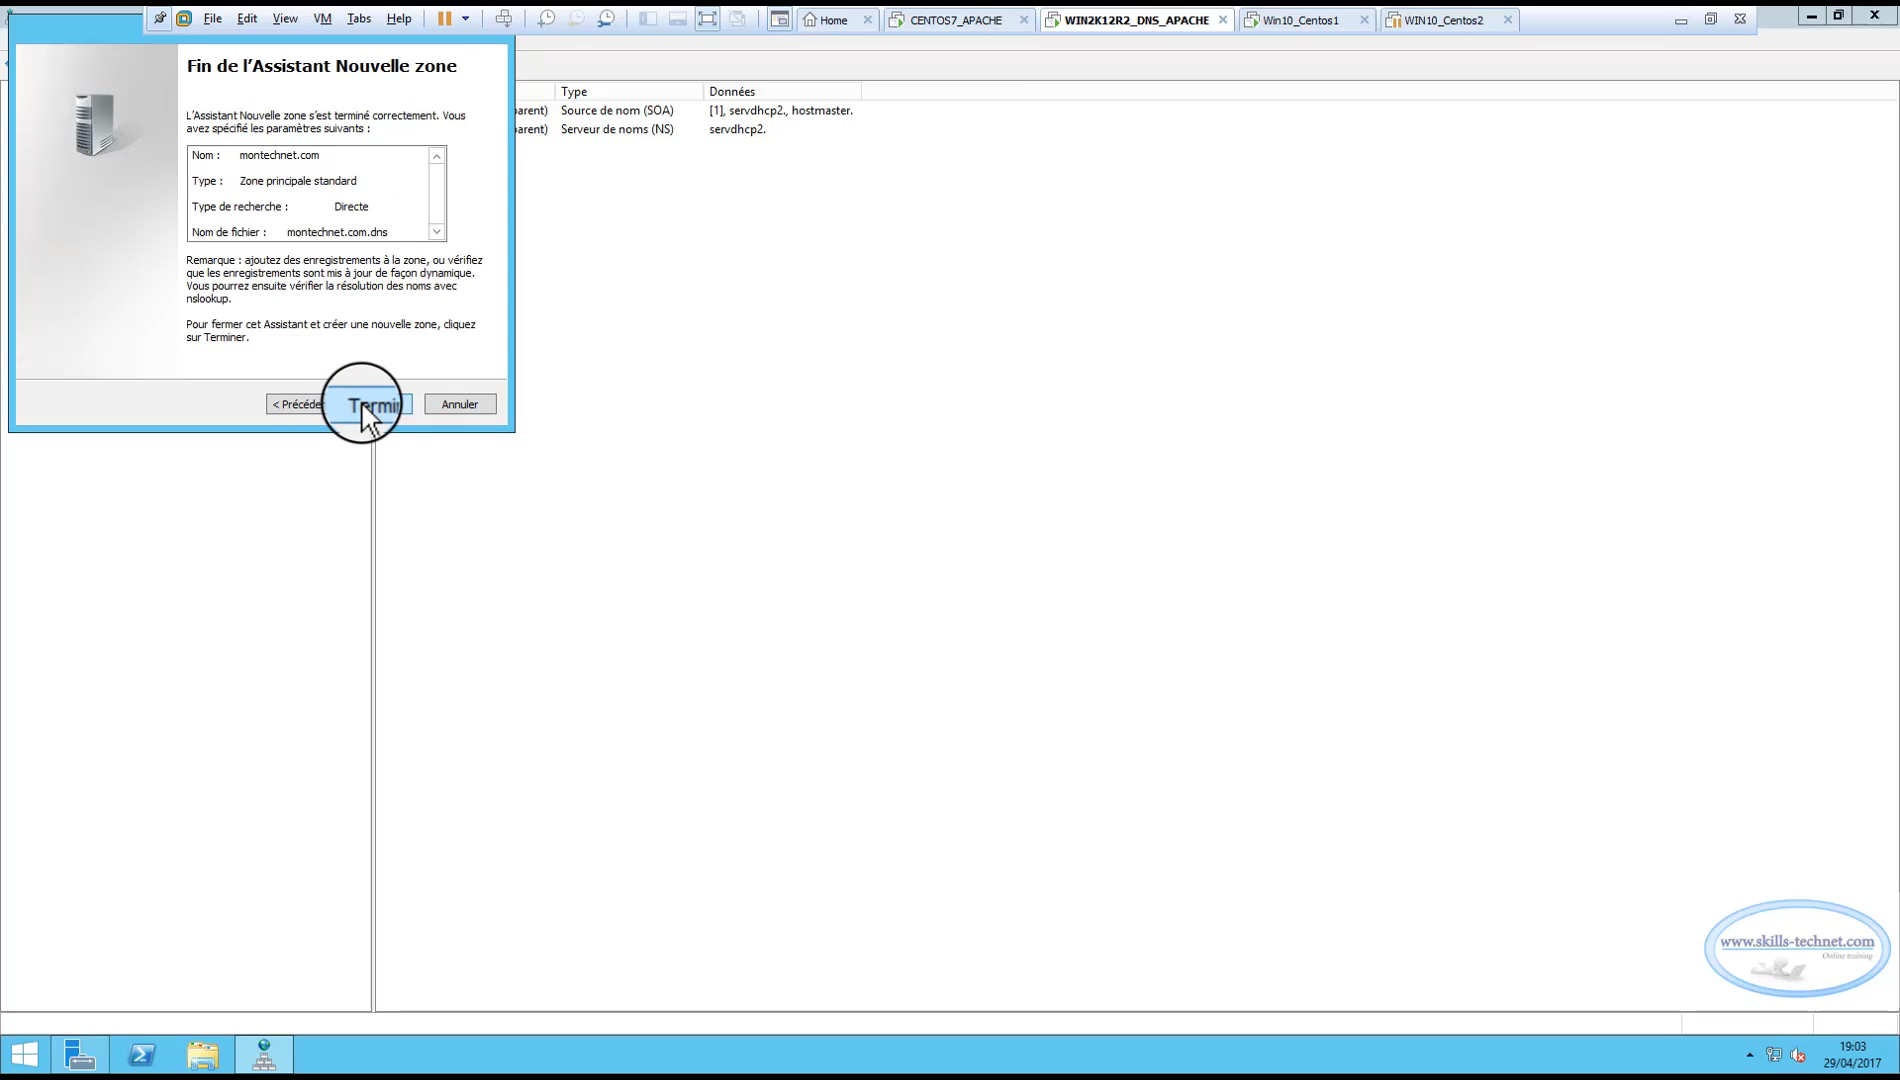 File Edit View VM Tabs Help
Home
CENTOS7_APACHE
WIN2K12R2_DNS_APACHE
Win10_Centos1
WIN10_Centos2
Fin de l'Assistant Nouvelle zone
L'Assistant Nouvelle zone s'est terminé correctement. Vous
avez spécifié les paramètres suivants :
Nom : montechnet.com
Type : Zone principale standard
Type de recherche : Directe
Nom de fichier : montechnet.com.dns
Remarque : ajoutez des enregistrements à la zone, ou vérifiez
que les enregistrements sont mis à jour de façon dynamique.
Vous pourrez ensuite vérifier la résolution des noms avec
nslookup.
Pour fermer cet Assistant et créer une nouvelle zone, cliquez
sur Terminer.
< Précéder
Termin
Annuler
Type Données
arent) Source de nom (SOA) [1], servdhcp2., hostmaster.
arent) Serveur de noms (NS) servdhcp2.
www.skills-technet.com
Online training
19:03
29/04/2017